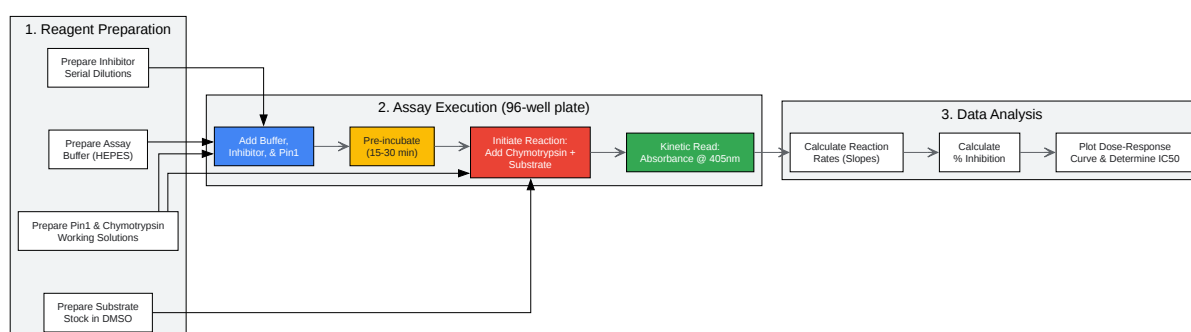 1. Reagent Preparation
Prepare Inhibitor
Serial Dilutions
Prepare Assay
Buffer (HEPES)
Prepare Pin1 & Chymotrypsin
Working Solutions
Prepare Substrate
Stock in DMSO
2. Assay Execution (96-well plate)
Add Buffer,
Inhibitor, & Pin1
Pre-incubate
(15-30 min)
Initiate Reaction:
Add Chymotrypsin +
Substrate
Kinetic Read:
Absorbance @ 405nm
3. Data Analysis
Calculate Reaction
Rates (Slopes)
Calculate
% Inhibition
Plot Dose-Response
Curve & Determine IC50